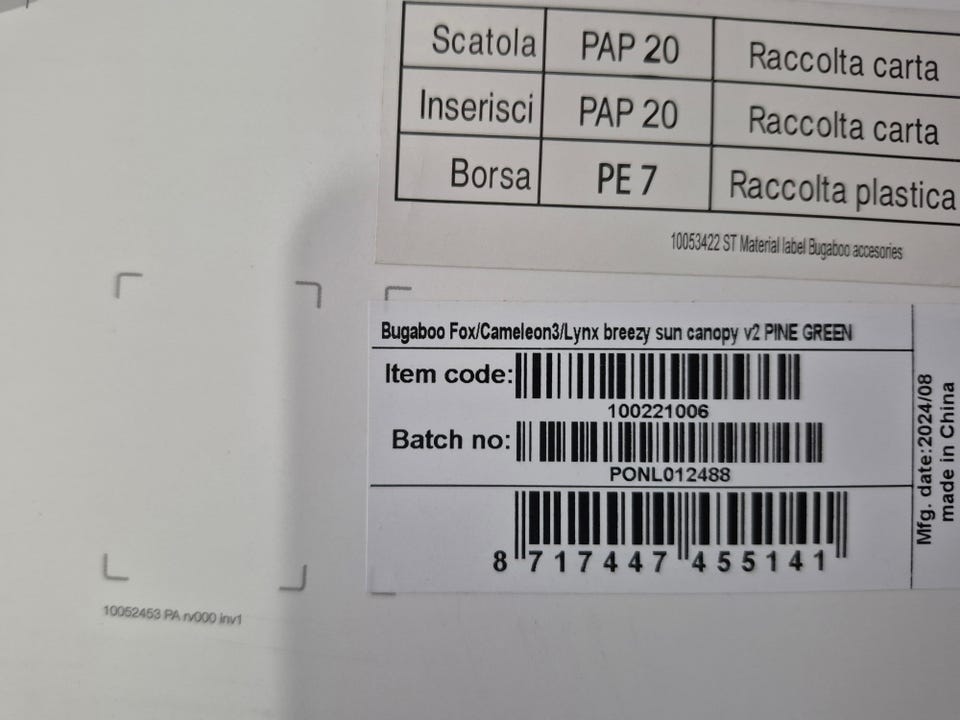 Scatola PAP 20 Raccolta carta
Inserisci PAP 20 Raccolta carta
Borsa PE 7 Raccolta plastica
10053422 ST Material label Bugaboo accesories
Bugaboo Fox/Cameleon3/Lynx breezy sun canopy v2 PINE GREEN
Item code:
100221006
Batch no:
PONL012488
8 717447 455141
Mfg. date:2024/08
made in China
10052453 PA rv000 inv1